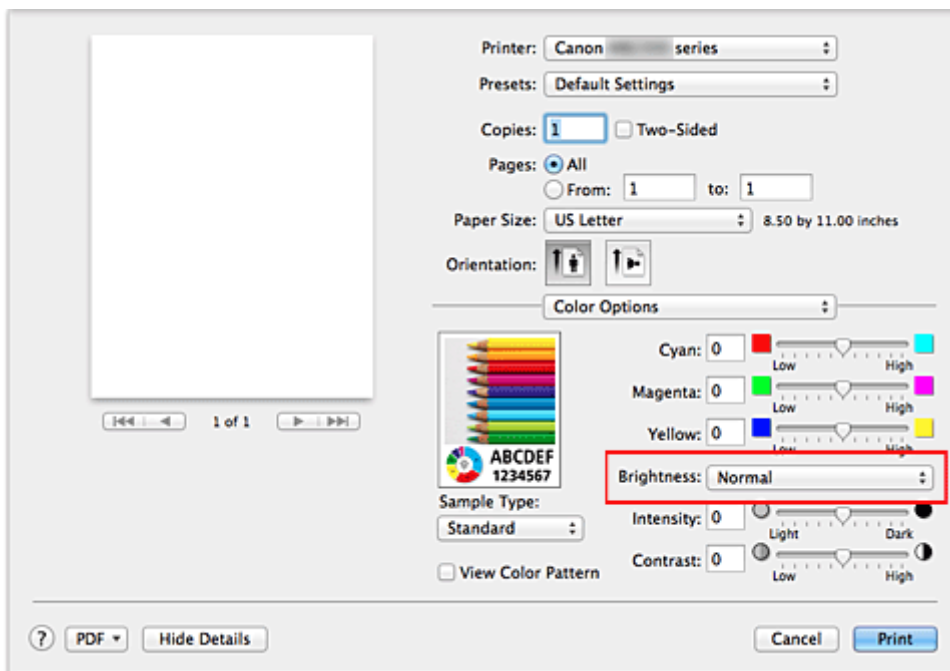 Printer: Canon series
Presets: Default Settings
Copies: 1 Two-Sided
Pages: All
From: 1 to: 1
Paper Size: US Letter 8.50 by 11.00 inches
Orientation:
Color Options
Cyan: 0
Low High
Magenta: 0
Low High
Yellow: 0
Low High
ABCDEF
1234567
Brightness: Normal
Sample Type:
Standard
Intensity: 0
Light Dark
View Color Pattern
Contrast: 0
Low High
1 of 1
? PDF Hide Details Cancel Print